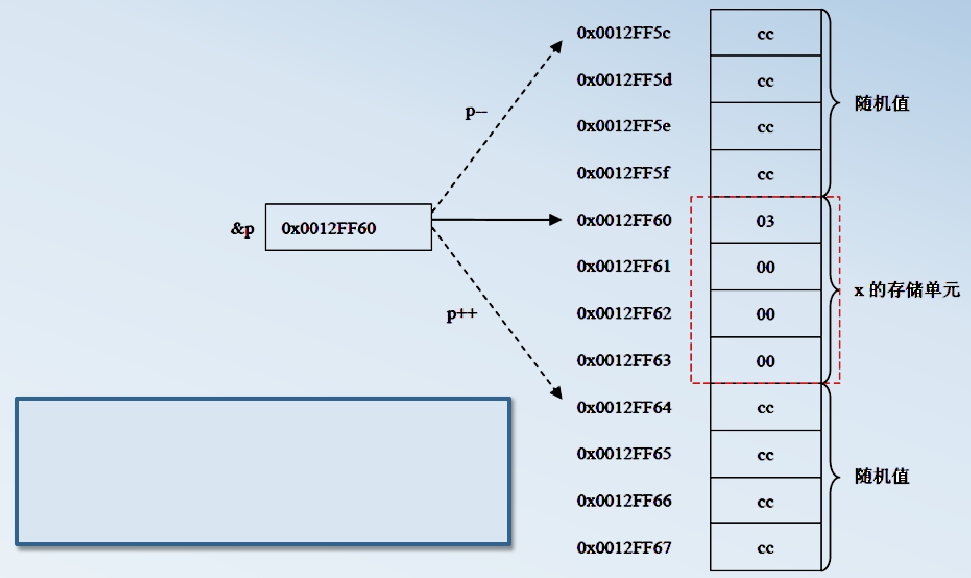 0x0012FF5c cc
0x0012FF5d cc
p-- 0x0012FF5e cc
随机值
0x0012FF5f cc
&p 0x0012FF60 0x0012FF60 03
0x0012FF61 00
x 的存储单元
p++ 0x0012FF62 00
0x0012FF63 00
0x0012FF64 cc
0x0012FF65 cc
随机值
0x0012FF66 cc
0x0012FF67 cc